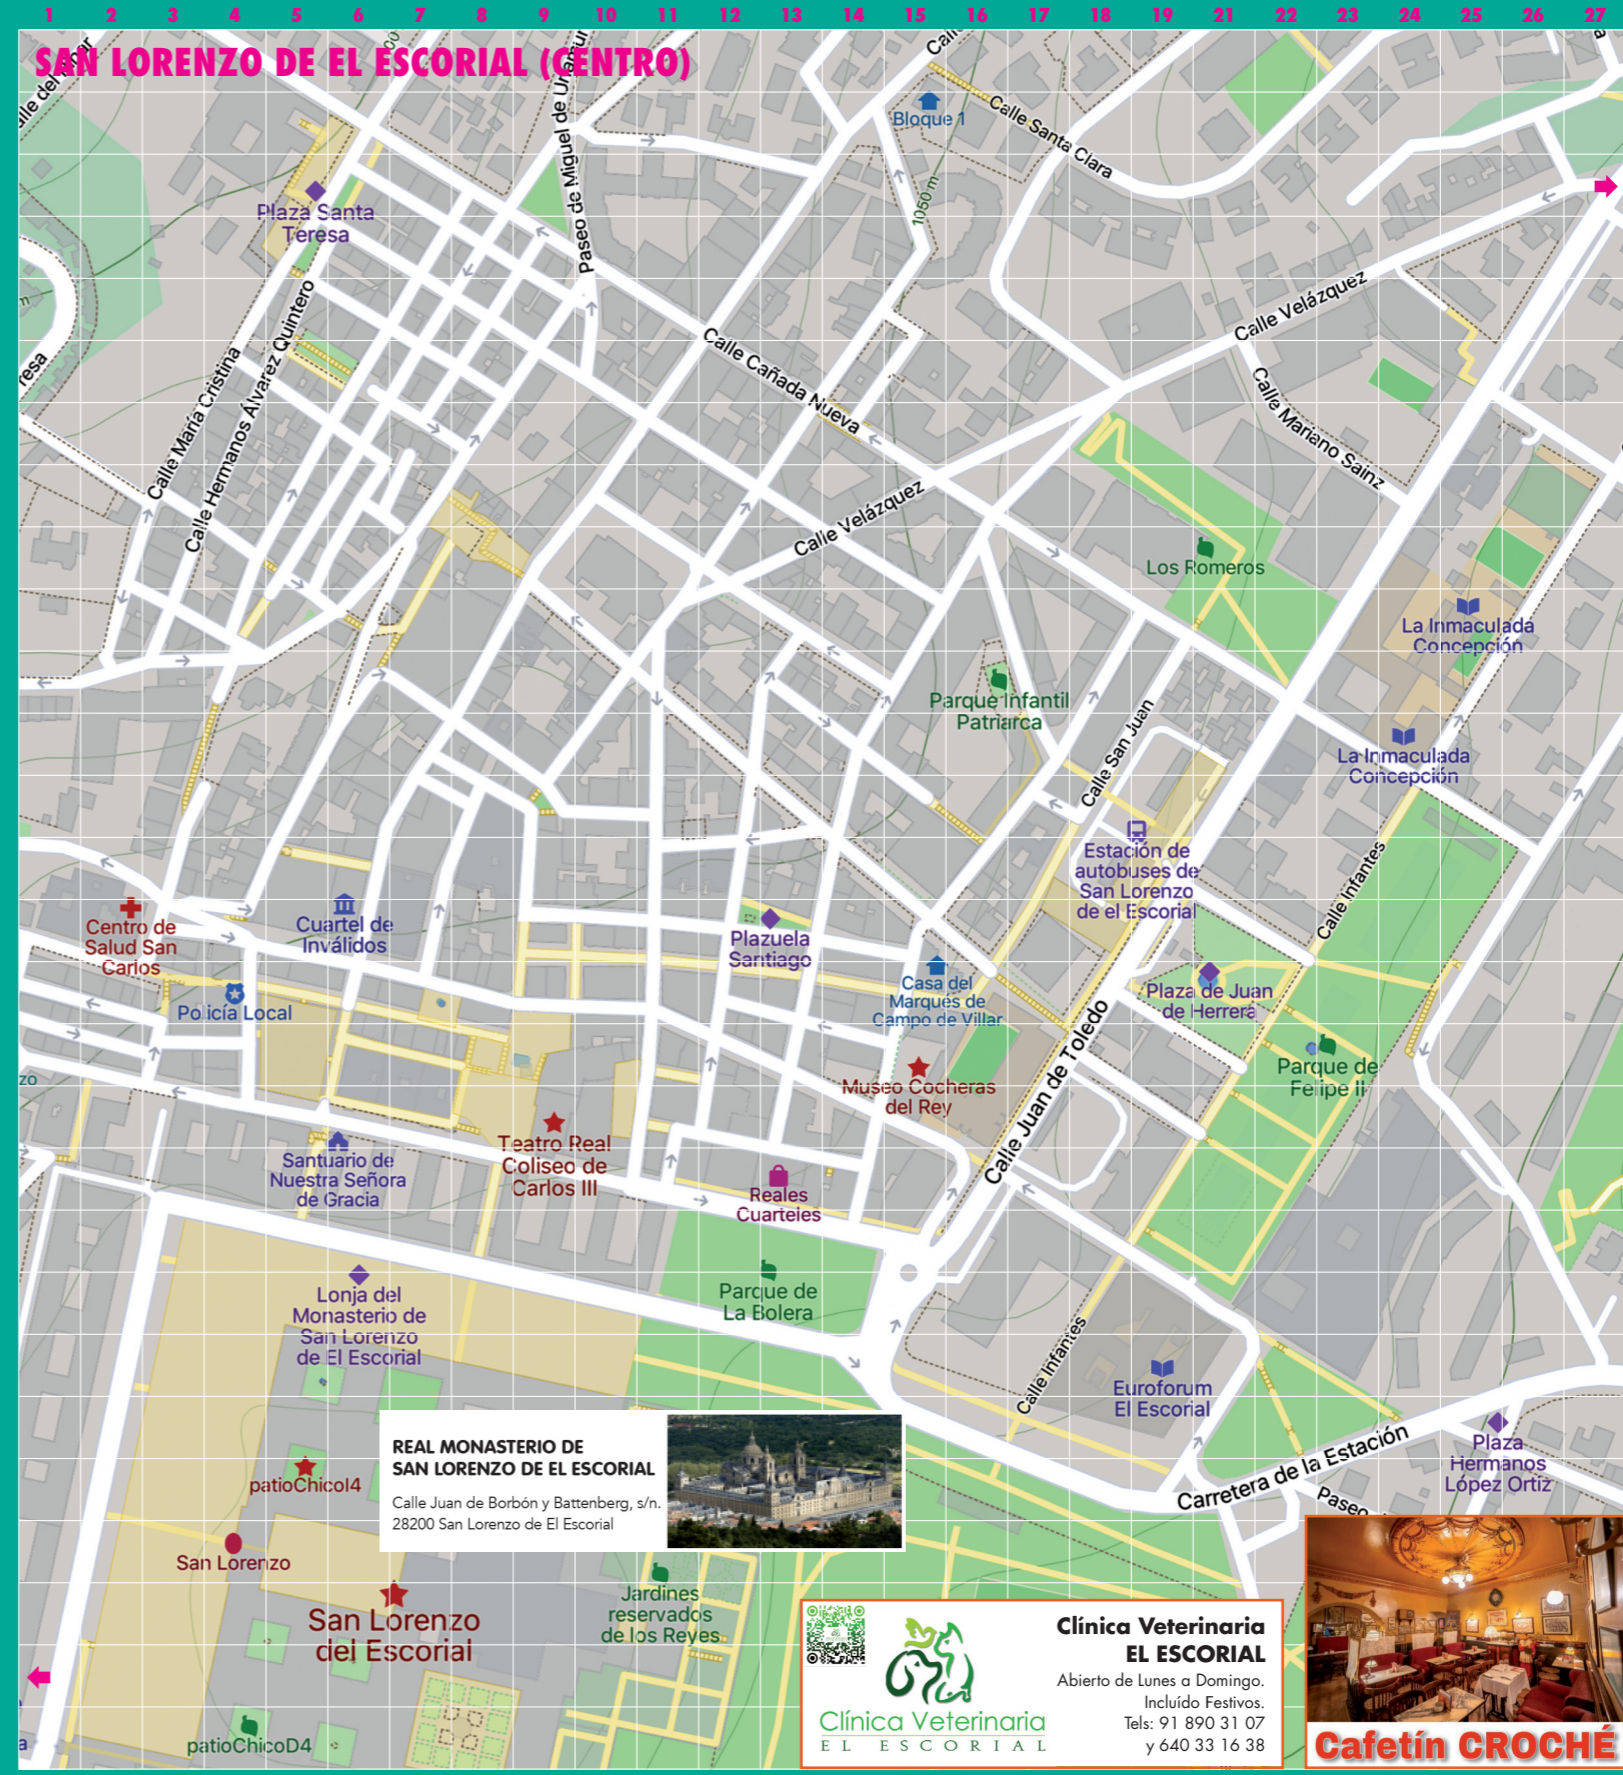 1 2 3 4 5 6 7 8 9 10 11 12 13 14 15 16 17 18 19 21 22 23 24 25 26 27
SAN LORENZO DE EL ESCORIAL (CENTRO)
Paseo de Miguel de Unamuno
Bloque 1
Calle Santa Clara
1050 m
Plaza Santa
Teresa
Calle Velázquez
Calle Cañada Nueva
Calle María Cristina
Calle Hermanos Álvarez Quintero
Calle Mariano Sainz
resa
Calle Velázquez
Los Romeros
La Inmaculada
Concepción
Parque Infantil
Patriarca
Calle San Juan
La Inmaculada
Concepción
Estación de
autobuses de
San Lorenzo
de el Escorial
Calle Infantes
Centro de
Salud San
Carlos
Cuartel de
Inválidos
Plazuela
Santiago
Casa del
Marqués de
Campo de Villar
Plaza de Juan
de Herrera
Policía Local
Calle Juan de Toledo
Parque de
Felipe II
zo
Museo Cocheras
del Rey
Teatro Real
Coliseo de
Carlos III
Santuario de
Nuestra Señora
de Gracia
Reales
Cuarteles
Lonja del
Monasterio de
San Lorenzo
de El Escorial
Parque de
La Bolera
Calle Infantes
Euroforum
El Escorial
Carretera de la Estación
Plaza
Hermanos
López Ortiz
Paseo
REAL MONASTERIO DE
SAN LORENZO DE EL ESCORIAL
Calle Juan de Borbón y Battenberg, s/n.
28200 San Lorenzo de El Escorial
patioChicoI4
San Lorenzo
San Lorenzo
del Escorial
Jardines
reservados
de los Reyes
patioChicoD4
Clínica Veterinaria
EL ESCORIAL
Abierto de Lunes a Domingo.
Incluído Festivos.
Tels: 91 890 31 07
y 640 33 16 38
Clínica Veterinaria
EL ESCORIAL
Cafetín CROCHÉ